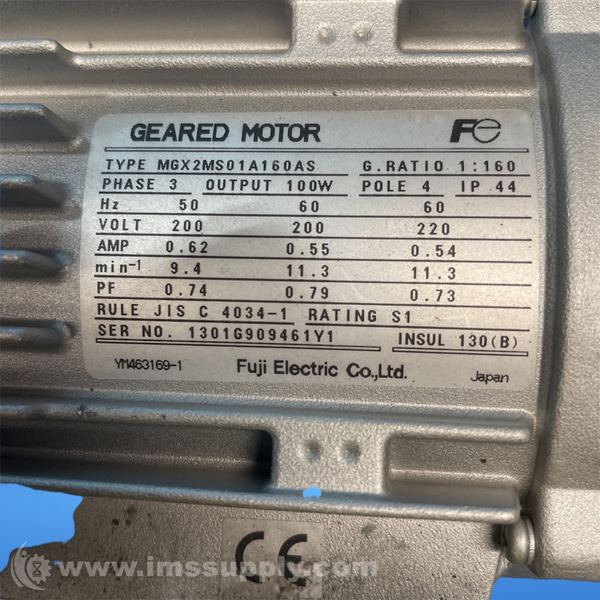 GEARED MOTOR Fe
TYPE MGX2MS01A160AS G.RATIO 1:160
PHASE 3 OUTPUT 100W POLE 4 IP 44
Hz 50 60 60
VOLT 200 200 220
AMP 0.62 0.55 0.54
min-1 9.4 11.3 11.3
PF 0.74 0.79 0.73
RULE JIS C 4034-1 RATING S1
SER NO. 1301G909461Y1 INSUL 130(B)
YM463169-1 Fuji Electric Co.,Ltd. Japan
CE
www.imssupply.com